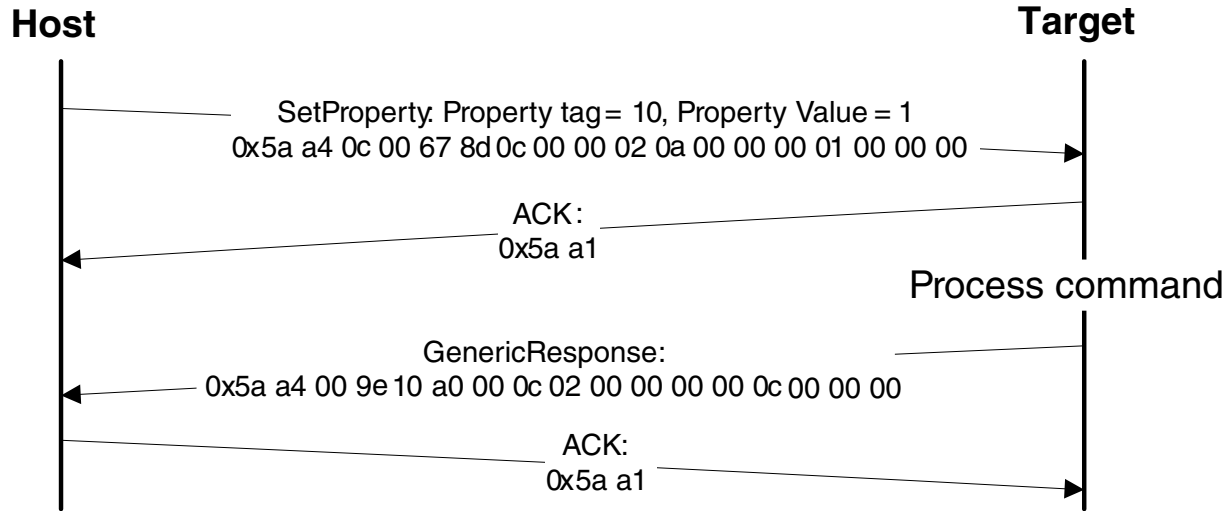 Host
Target
SetProperty: Property tag = 10, Property Value = 1
0x5a a4 0c 00 67 8d 0c 00 00 02 0a 00 00 00 01 00 00 00
ACK:
0x5a a1
Process command
GenericResponse:
0x5a a4 00 9e 10 a0 00 0c 02 00 00 00 00 0c 00 00 00
ACK:
0x5a a1